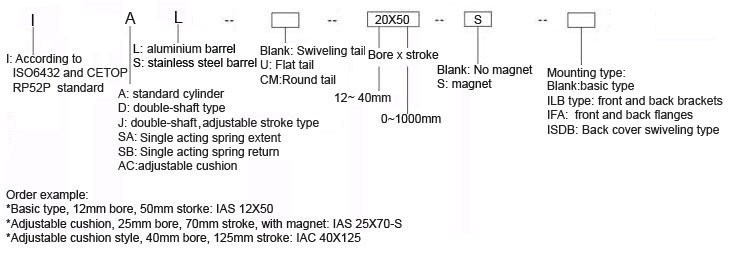 I A L -- -- 20X50 -- S --
I: According to
ISO6432 and CETOP
RP52P standard
L: aluminium barrel
S: stainless steel barrel
A: standard cylinder
D: double-shaft type
J: double-shaft, adjustable stroke type
SA: Single acting spring extent
SB: Single acting spring return
AC:adjustable cushion
Blank: Swiveling tail
U: Flat tail
CM:Round tail
Bore x stroke
12~ 40mm
0~1000mm
Blank: No magnet
S: magnet
Mounting type:
Blank:basic type
ILB type: front and back brackets
IFA: front and back flanges
ISDB: Back cover swiveling type
Order example:
*Basic type, 12mm bore, 50mm storke: IAS 12X50
*Adjustable cushion, 25mm bore, 70mm stroke, with magnet: IAS 25X70-S
*Adjustable cushion style, 40mm bore, 125mm stroke: IAC 40X125